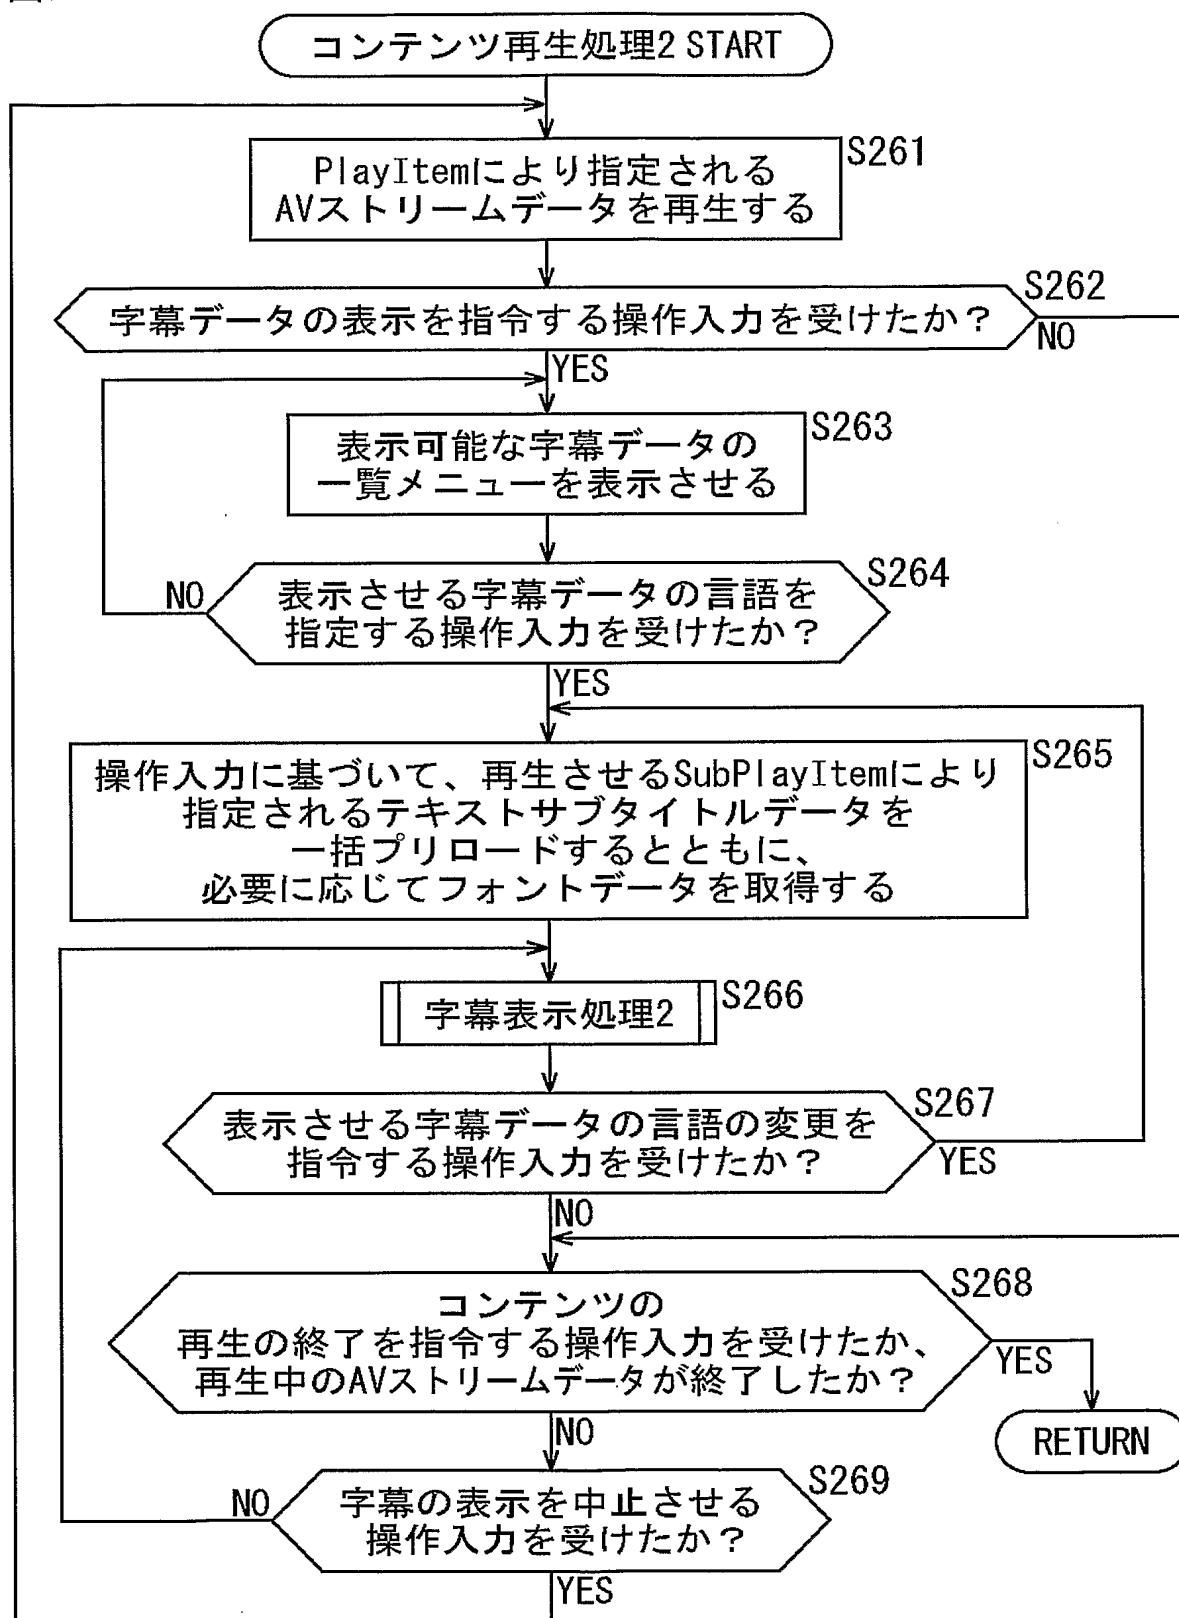 コンテンツ再生処理2 START
S261
PlayItemにより指定される
AVストリームデータを再生する
S262
字幕データの表示を指令する操作入力を受けたか？
NO
YES
S263
表示可能な字幕データの
一覧メニューを表示させる
S264
NO
表示させる字幕データの言語を
指定する操作入力を受けたか？
YES
S265
操作入力に基づいて、再生させるSubPlayItemにより
指定されるテキストサブタイトルデータを
一括プリロードするとともに、
必要に応じてフォントデータを取得する
S266
字幕表示処理2
S267
表示させる字幕データの言語の変更を
指令する操作入力を受けたか？
YES
NO
S268
コンテンツの
再生の終了を指令する操作入力を受けたか、
再生中のAVストリームデータが終了したか？
YES
NO
RETURN
S269
NO
字幕の表示を中止させる
操作入力を受けたか？
YES